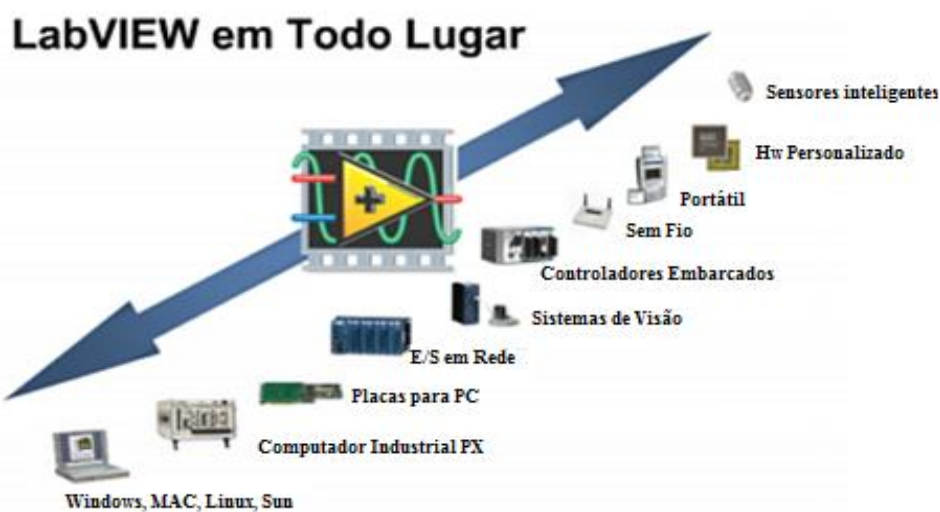 LabVIEW em Todo Lugar
Sensores inteligentes
Hw Personalizado
Portátil
Sem Fio
Controladores Embarcados
Sistemas de Visão
E/S em Rede
Placas para PC
Computador Industrial PX
Windows, MAC, Linux, Sun